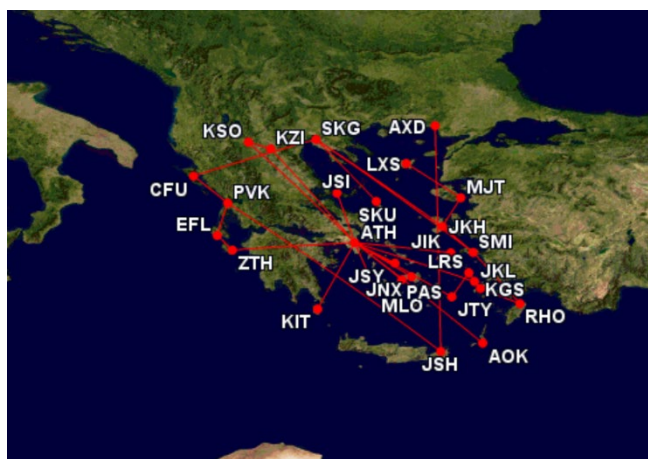 AXD
SKG
KSO
KZI
LXS
CFU
PVK
JSI
MJT
SKU
EFL
ATH
JKH
JIK
SMI
ZTH
LRS
JSY
JKL
JNX
PAS
KGS
MLO
JTY
RHO
KIT
JSH
AOK